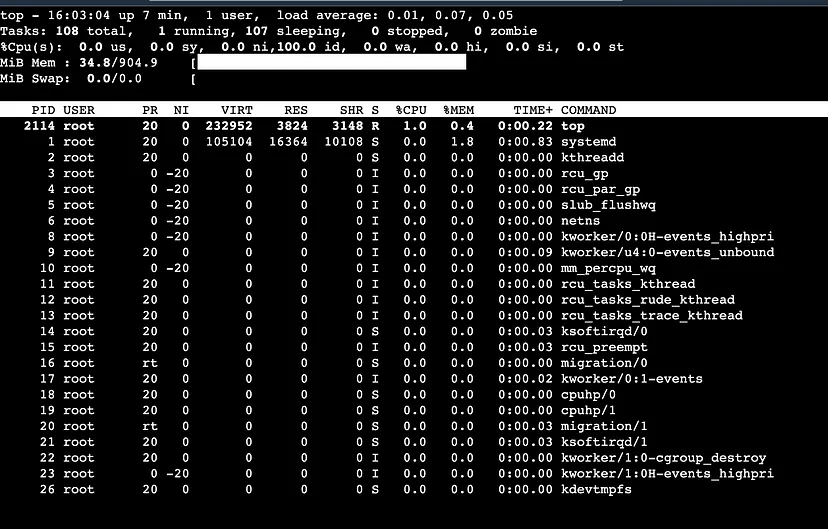 top - 16:03:04 up 7 min,  1 user,  load average: 0.01, 0.07, 0.05
Tasks: 108 total,   1 running, 107 sleeping,   0 stopped,   0 zombie
%Cpu(s):  0.0 us,  0.0 sy,  0.0 ni,100.0 id,  0.0 wa,  0.0 hi,  0.0 si,  0.0 st
MiB Mem : 34.8/904.9    [
MiB Swap:  0.0/0.0      [
PID USER      PR  NI    VIRT    RES    SHR S  %CPU  %MEM     TIME+ COMMAND
2114 root      20   0  232952   3824   3148 R   1.0   0.4   0:00.22 top
1 root      20   0  105104  16364  10108 S   0.0   1.8   0:00.83 systemd
2 root      20   0       0      0      0 S   0.0   0.0   0:00.00 kthreadd
3 root       0 -20       0      0      0 I   0.0   0.0   0:00.00 rcu_gp
4 root       0 -20       0      0      0 I   0.0   0.0   0:00.00 rcu_par_gp
5 root       0 -20       0      0      0 I   0.0   0.0   0:00.00 slub_flushwq
6 root       0 -20       0      0      0 I   0.0   0.0   0:00.00 netns
8 root       0 -20       0      0      0 I   0.0   0.0   0:00.00 kworker/0:0H-events_highpri
9 root      20   0       0      0      0 I   0.0   0.0   0:00.09 kworker/u4:0-events_unbound
10 root       0 -20       0      0      0 I   0.0   0.0   0:00.00 mm_percpu_wq
11 root      20   0       0      0      0 I   0.0   0.0   0:00.00 rcu_tasks_kthread
12 root      20   0       0      0      0 I   0.0   0.0   0:00.00 rcu_tasks_rude_kthread
13 root      20   0       0      0      0 I   0.0   0.0   0:00.00 rcu_tasks_trace_kthread
14 root      20   0       0      0      0 S   0.0   0.0   0:00.03 ksoftirqd/0
15 root      20   0       0      0      0 I   0.0   0.0   0:00.03 rcu_preempt
16 root      rt   0       0      0      0 S   0.0   0.0   0:00.00 migration/0
17 root      20   0       0      0      0 I   0.0   0.0   0:00.02 kworker/0:1-events
18 root      20   0       0      0      0 S   0.0   0.0   0:00.00 cpuhp/0
19 root      20   0       0      0      0 S   0.0   0.0   0:00.00 cpuhp/1
20 root      rt   0       0      0      0 S   0.0   0.0   0:00.03 migration/1
21 root      20   0       0      0      0 S   0.0   0.0   0:00.03 ksoftirqd/1
22 root      20   0       0      0      0 I   0.0   0.0   0:00.00 kworker/1:0-cgroup_destroy
23 root       0 -20       0      0      0 I   0.0   0.0   0:00.00 kworker/1:0H-events_highpri
26 root      20   0       0      0      0 S   0.0   0.0   0:00.00 kdevtmpfs